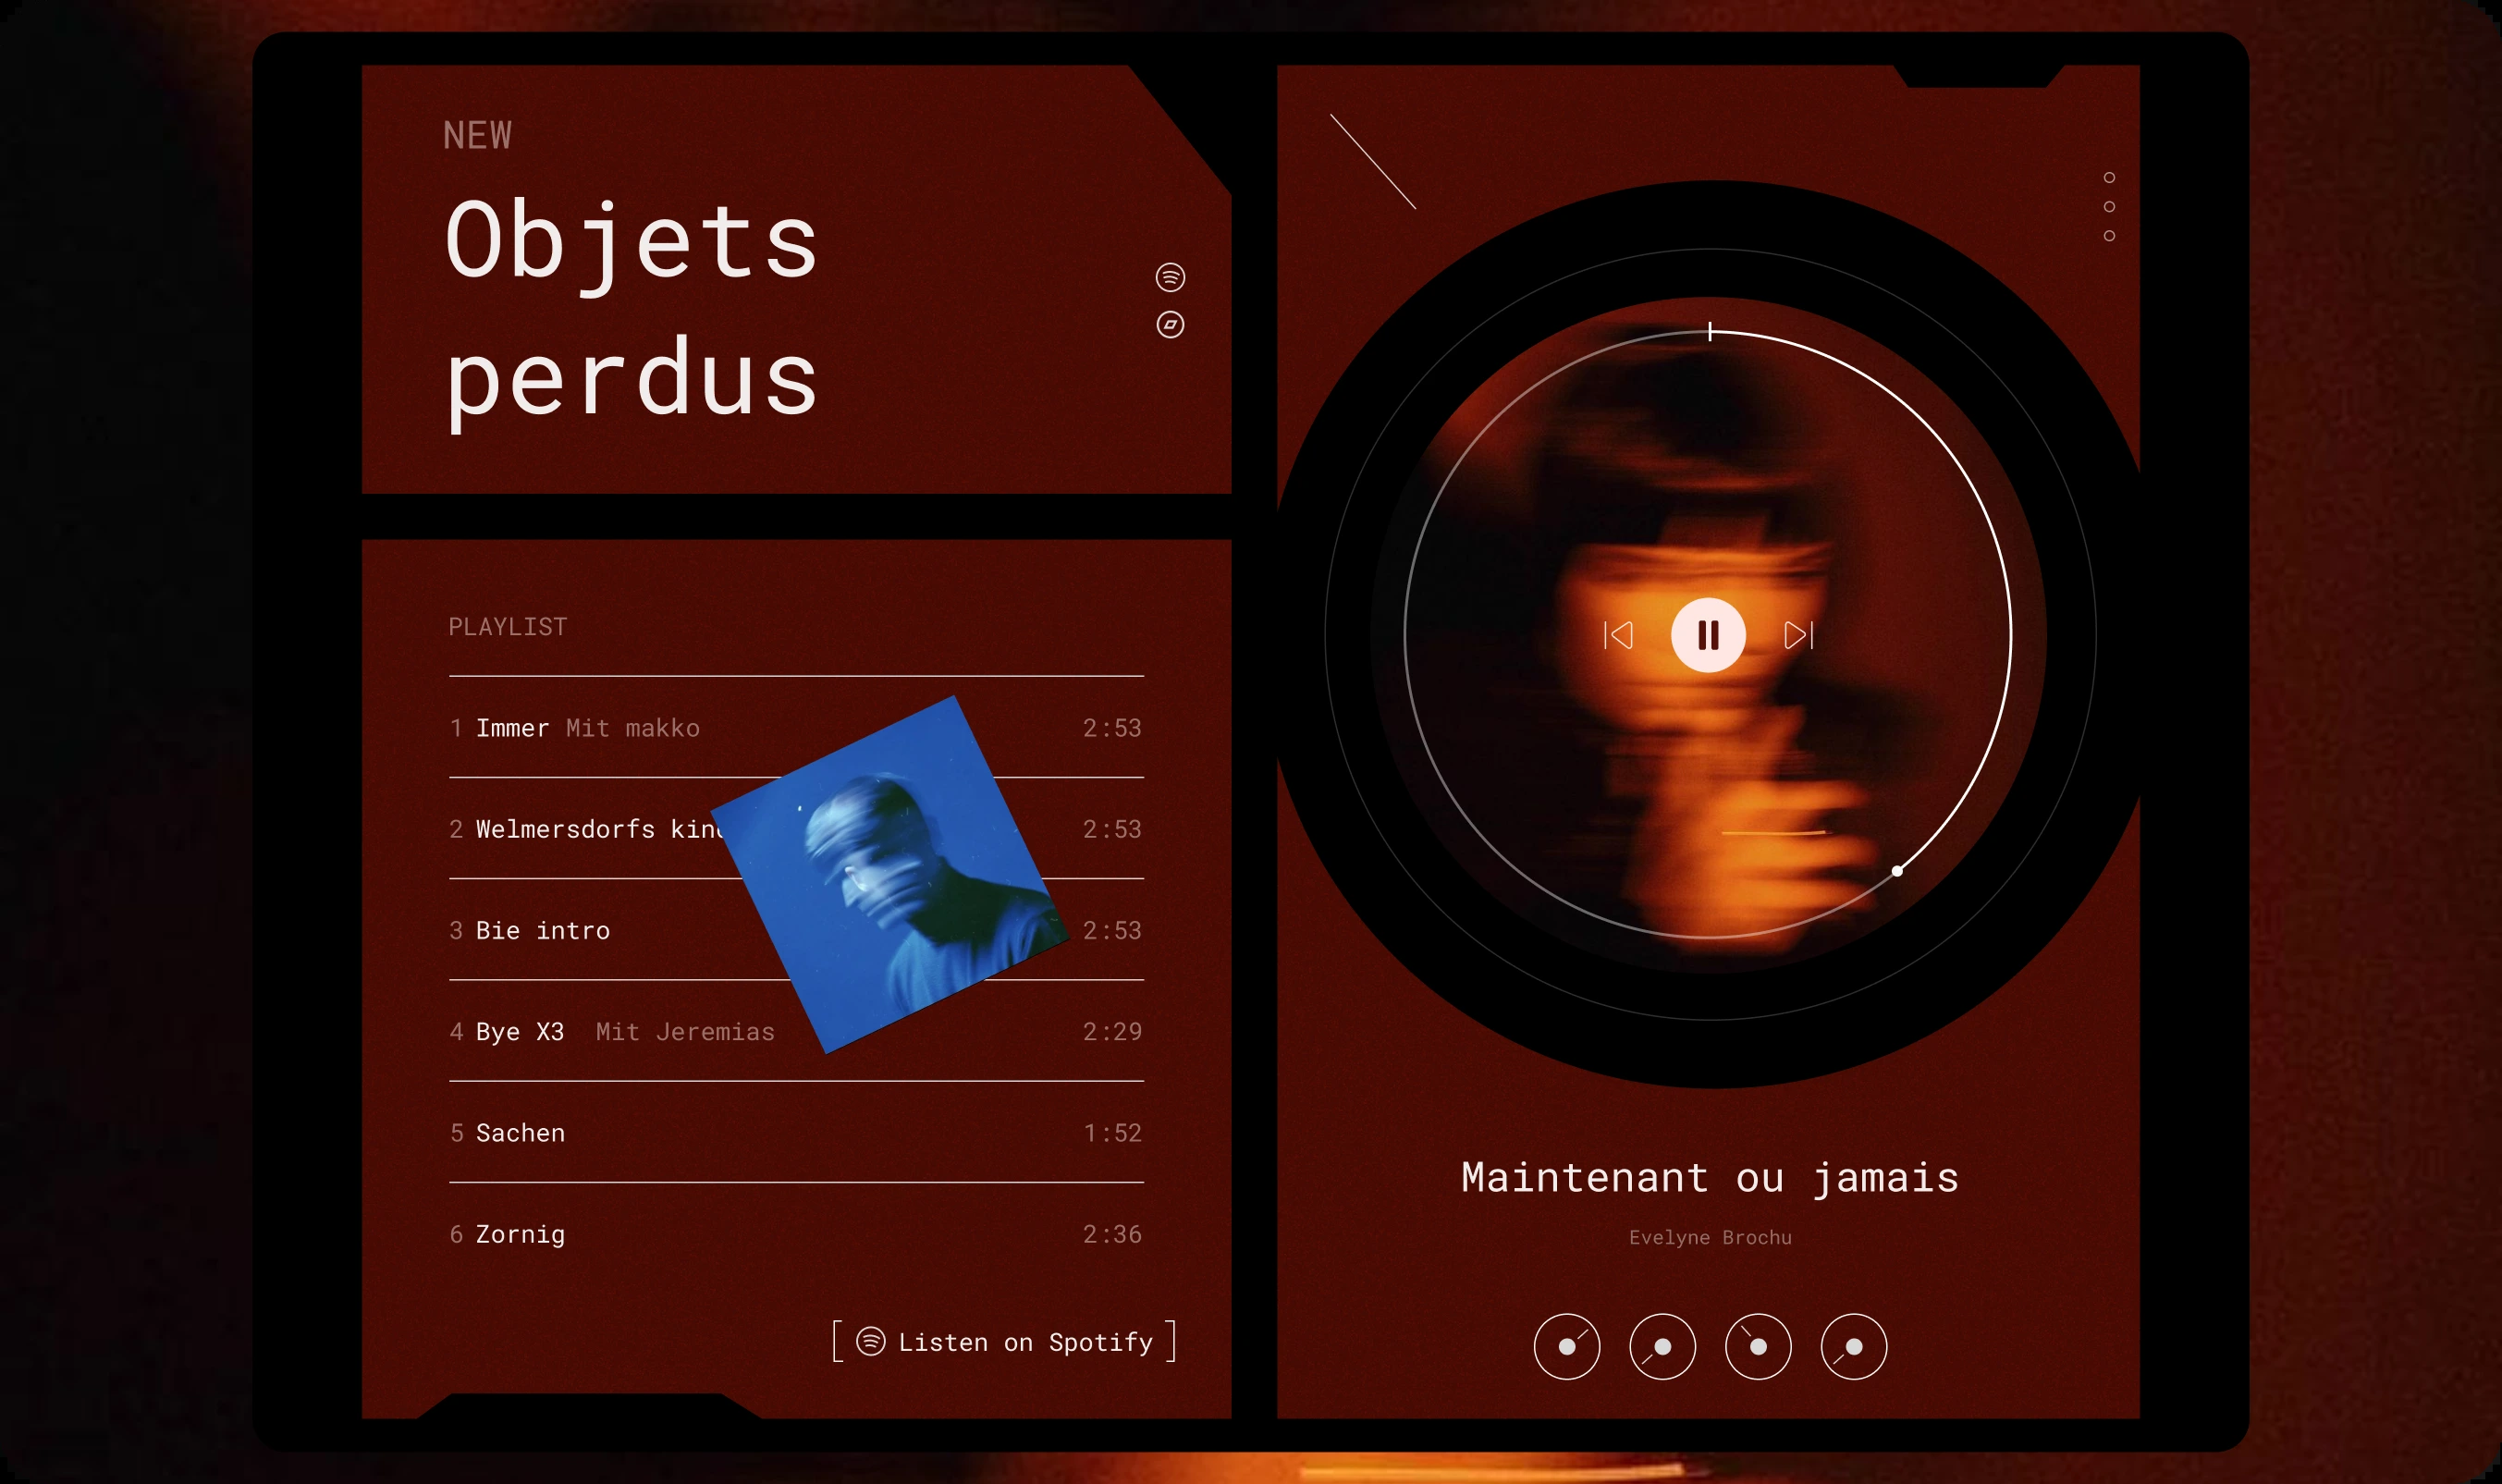 NEW
Objets
perdus
PLAYLIST
1 Immer Mit makko 2:53
2 Welmersdorfs 2:53
3 Bie intro 2:53
4 Bye X3 Mit Jeremias 2:29
5 Sachen 1:52
6 Zornig 2:36
Listen on Spotify
Maintenant ou jamais
Evelyne Brochu